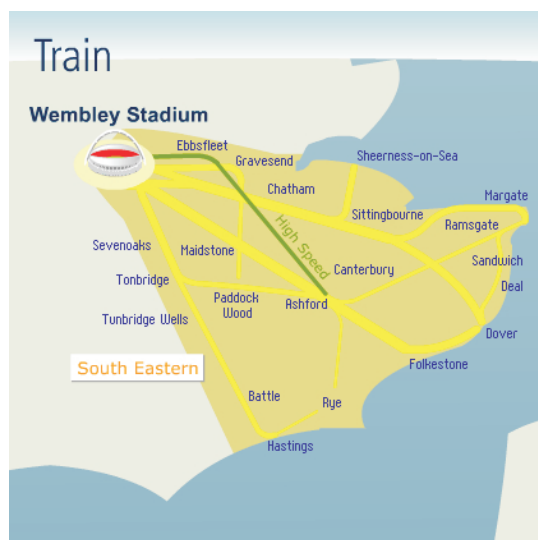 Train
Wembley Stadium
Ebbsfleet
Gravesend
Sheerness-on-Sea
Chatham
Margate
Sittingbourne
Ramsgate
High Speed
Sevenoaks
Maidstone
Canterbury
Sandwich
Tonbridge
Deal
Paddock
Wood
Ashford
Tunbridge Wells
Dover
South Eastern
Folkestone
Battle
Rye
Hastings